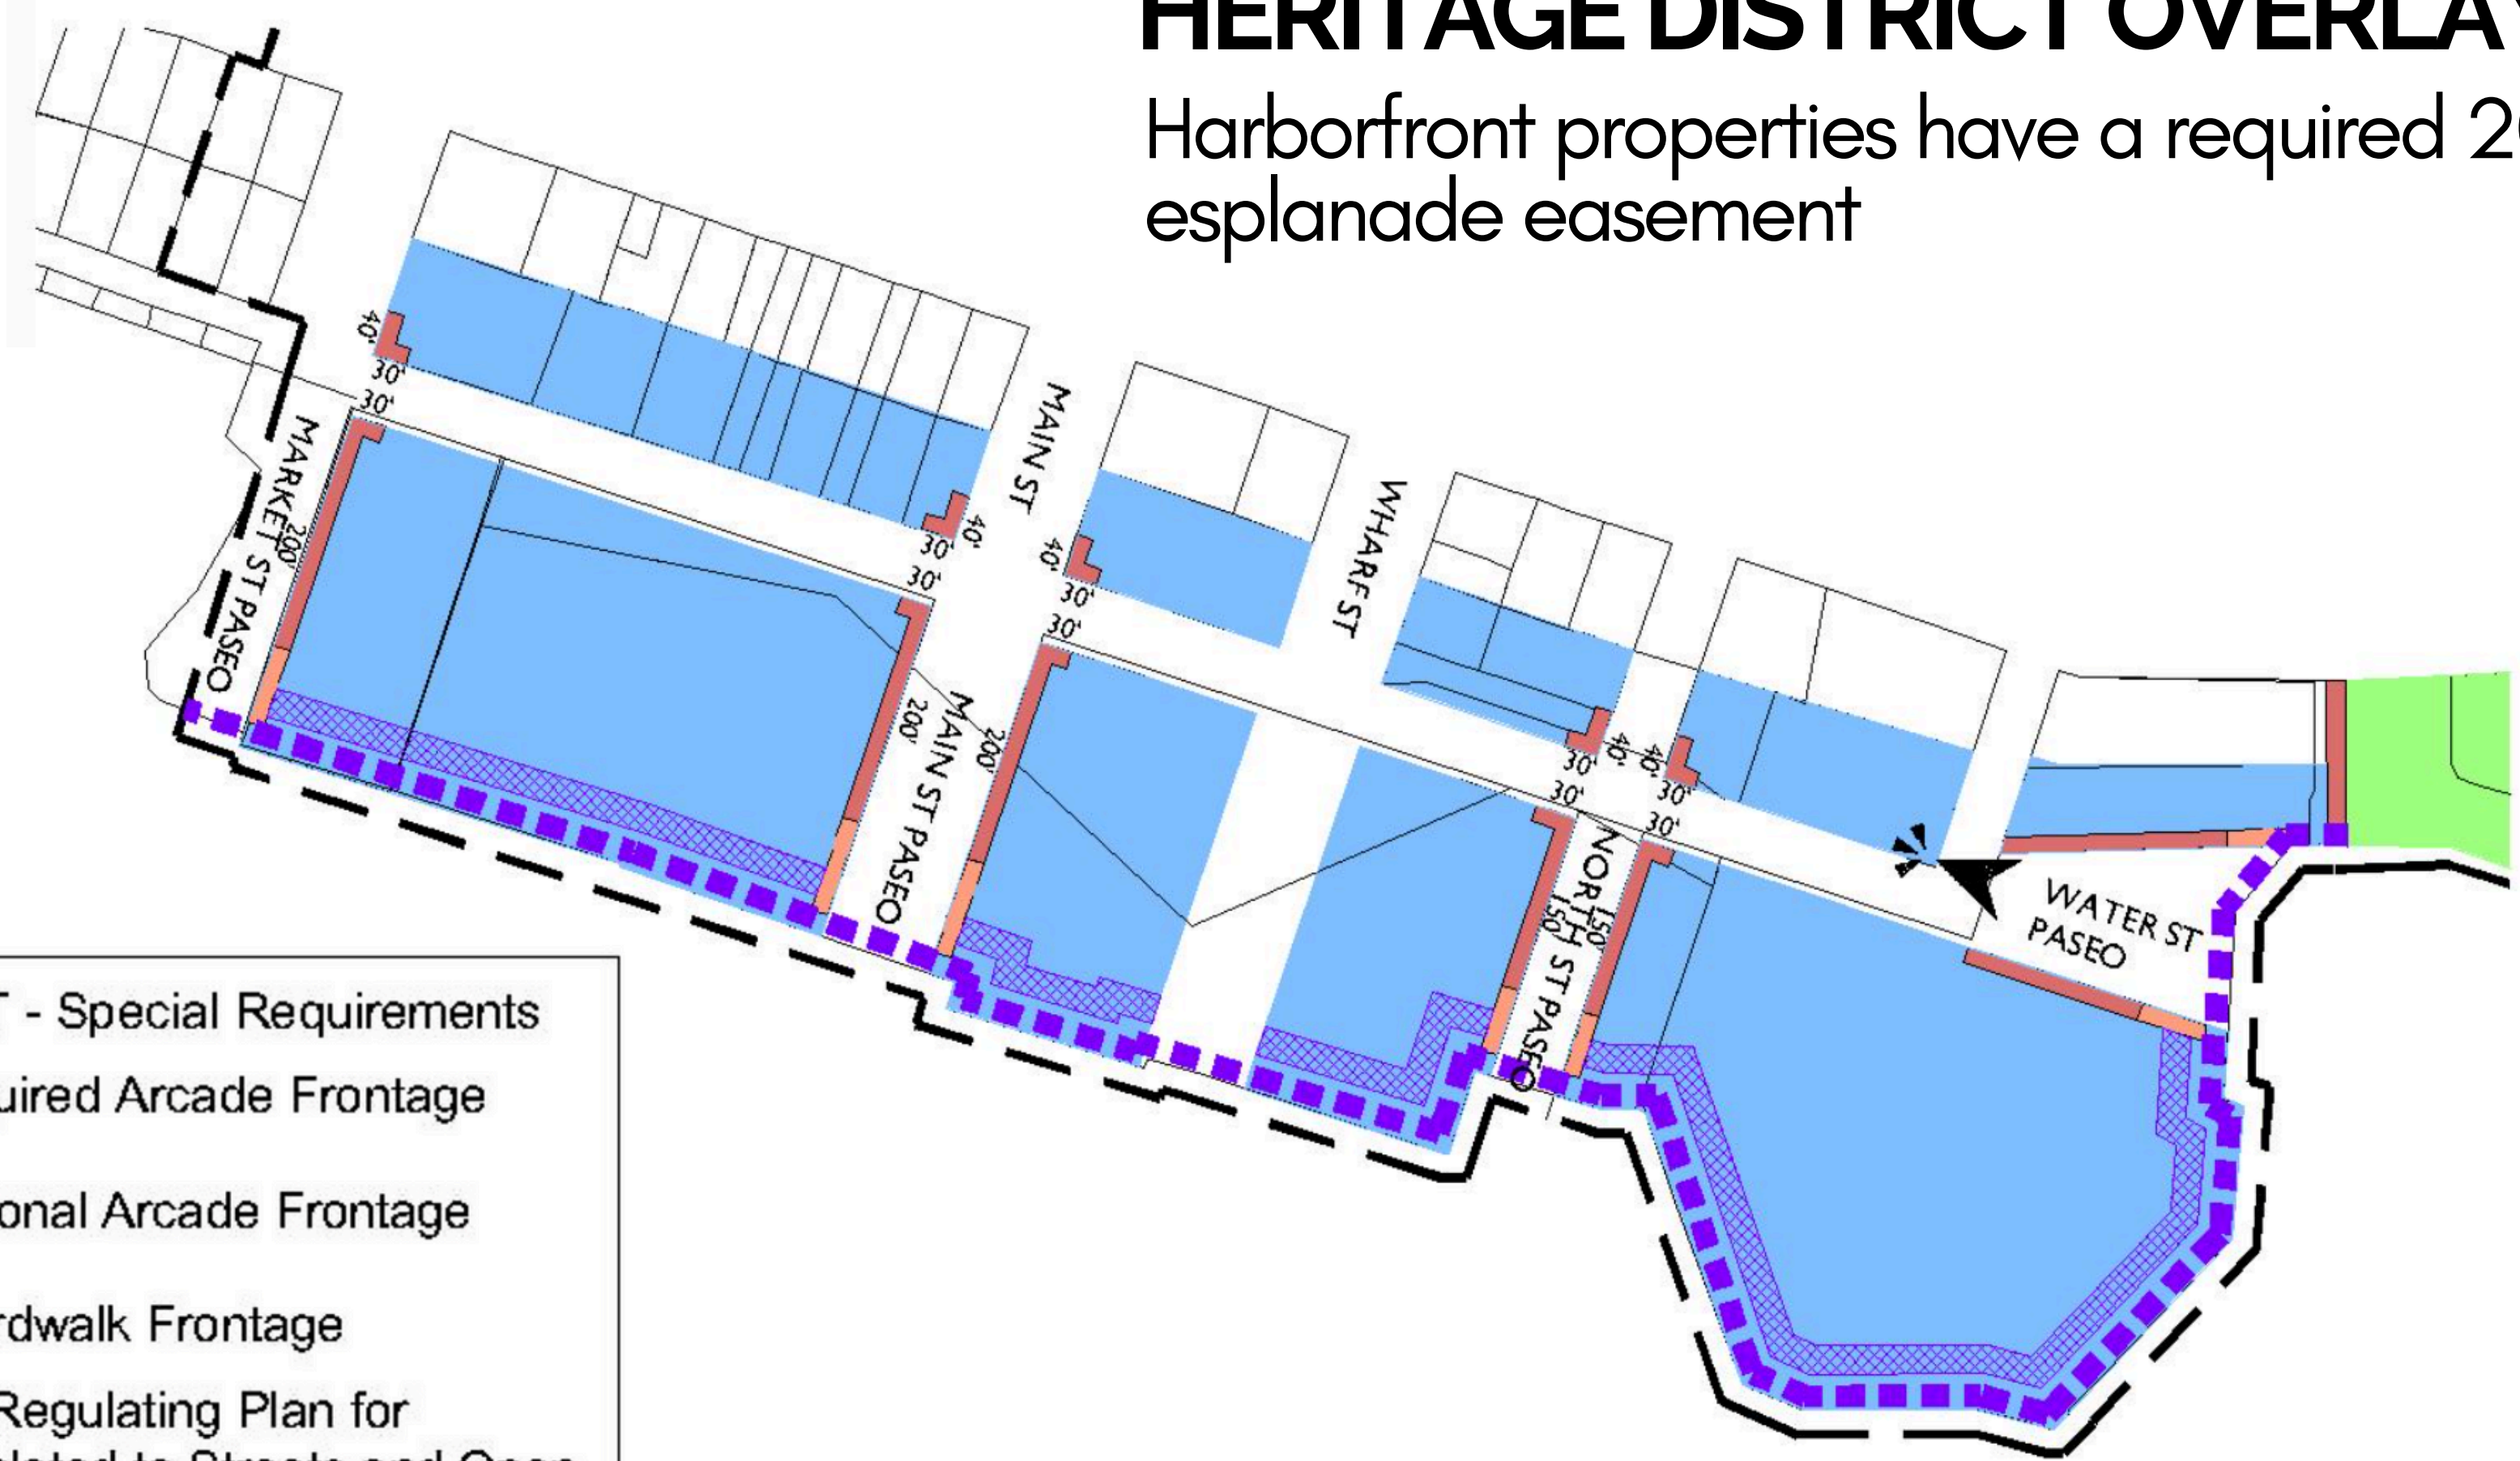 HERITAGE DISTRICT OVERLAY
Harborfront properties have a required 20
esplanade easement
40'
30'
30'
MARKET ST PASEO
200'
MAIN ST
40'
30'
30'
40'
30'
30'
WHARF ST
200'
MAIN ST PASEO
200'
40'
30'
30'
40'
30'
30'
NORTH ST PASEO
150'
150'
WATER ST
PASEO
T - Special Requirements
uired Arcade Frontage
onal Arcade Frontage
rdwalk Frontage
Regulating Plan for